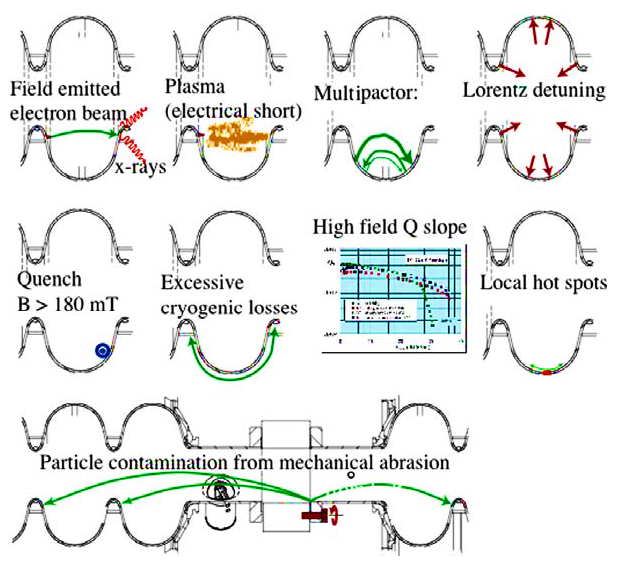 Field emitted
electron beam
x-rays
Plasma
(electrical short)
Multipactor:
Lorentz detuning
Quench
B > 180 mT
Excessive
cryogenic losses
High field Q slope
Local hot spots
Particle contamination from mechanical abrasion